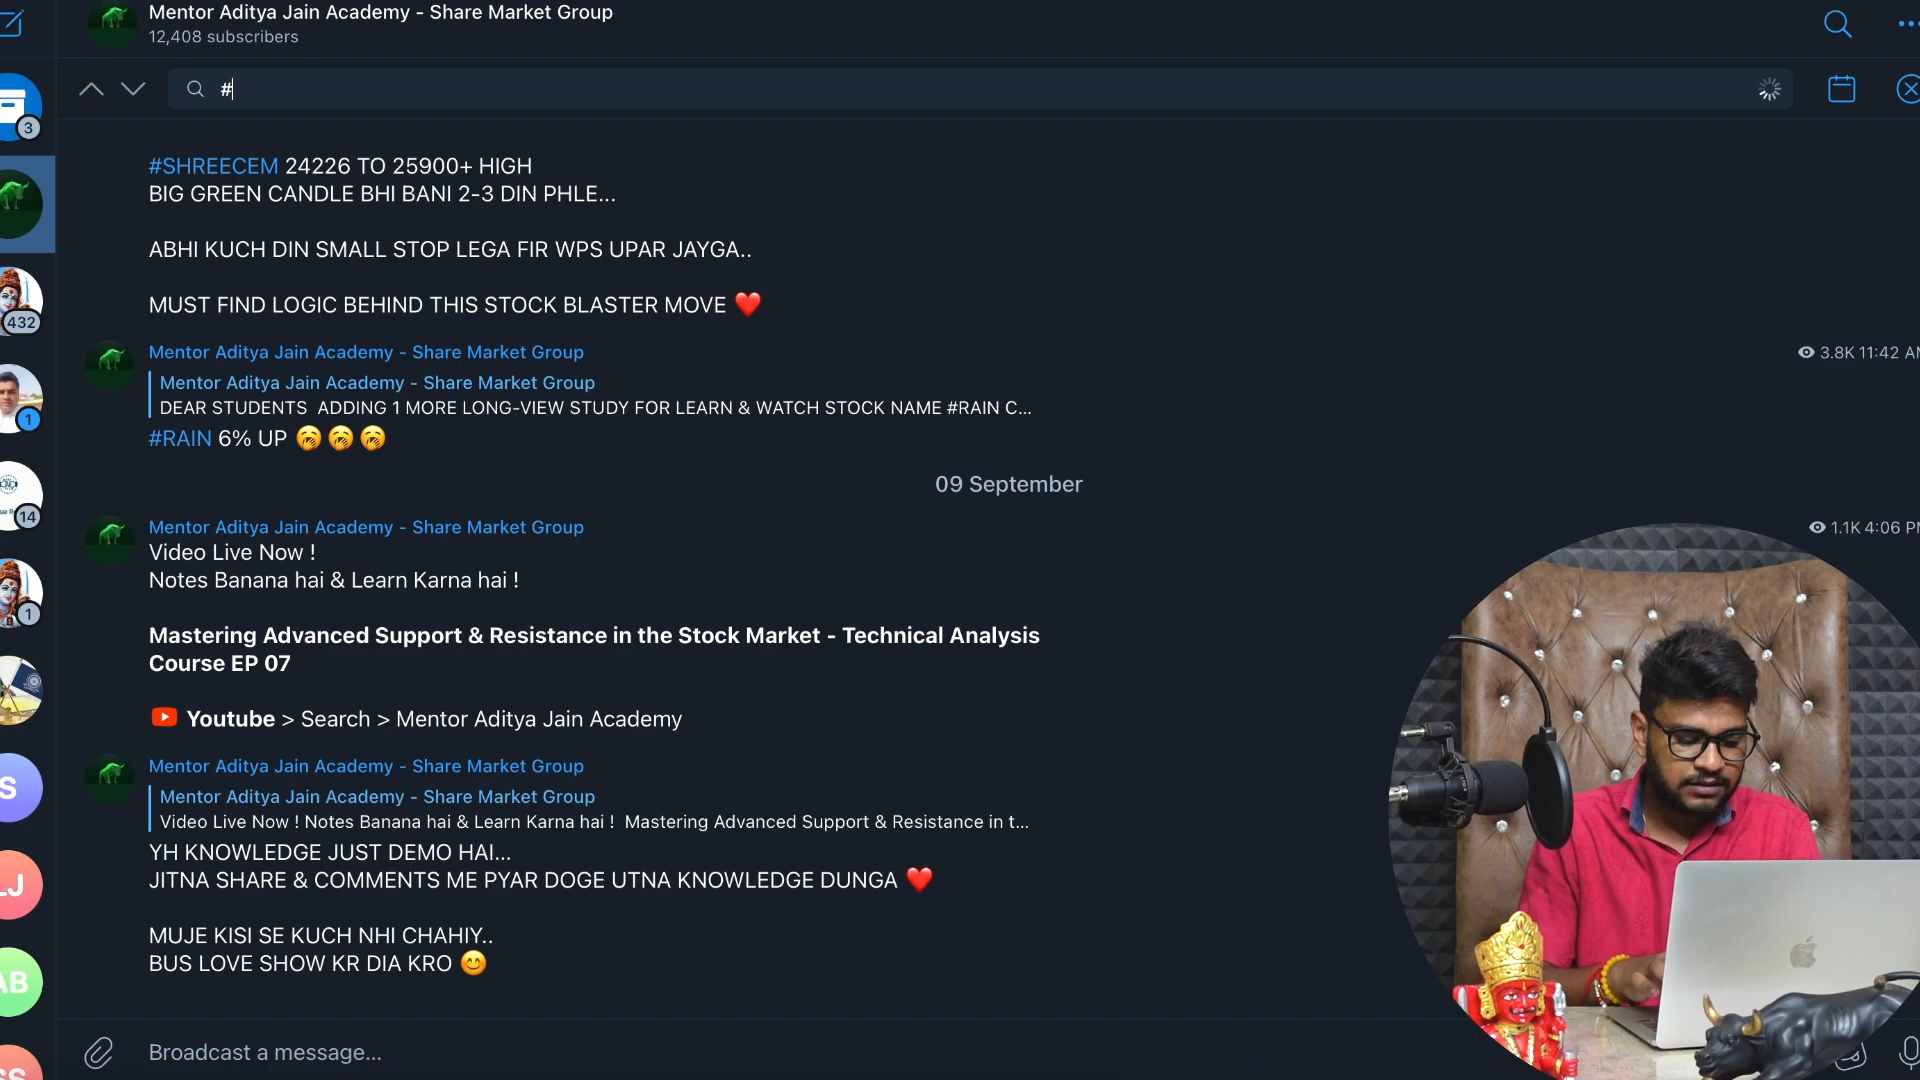 Mentor Aditya Jain Academy - Share Market Group
12,408 subscribers
#
3
432
1
14
1
S
LJ
AB
#SHREECEM 24226 TO 25900+ HIGH
BIG GREEN CANDLE BHI BANI 2-3 DIN PHLE...
ABHI KUCH DIN SMALL STOP LEGA FIR WPS UPAR JAYGA..
MUST FIND LOGIC BEHIND THIS STOCK BLASTER MOVE ❤️
Mentor Aditya Jain Academy - Share Market Group
3.8K 11:42 AM
Mentor Aditya Jain Academy - Share Market Group
DEAR STUDENTS ADDING 1 MORE LONG-VIEW STUDY FOR LEARN & WATCH STOCK NAME #RAIN C...
#RAIN 6% UP 🥱🥱🥱
09 September
Mentor Aditya Jain Academy - Share Market Group
1.1K 4:06 PM
Video Live Now !
Notes Banana hai & Learn Karna hai !
Mastering Advanced Support & Resistance in the Stock Market - Technical Analysis
Course EP 07
Youtube > Search > Mentor Aditya Jain Academy
Mentor Aditya Jain Academy - Share Market Group
Mentor Aditya Jain Academy - Share Market Group
Video Live Now ! Notes Banana hai & Learn Karna hai ! Mastering Advanced Support & Resistance in t...
YH KNOWLEDGE JUST DEMO HAI...
JITNA SHARE & COMMENTS ME PYAR DOGE UTNA KNOWLEDGE DUNGA ❤️
MUJE KISI SE KUCH NHI CHAHIY..
BUS LOVE SHOW KR DIA KRO 😊
Broadcast a message...